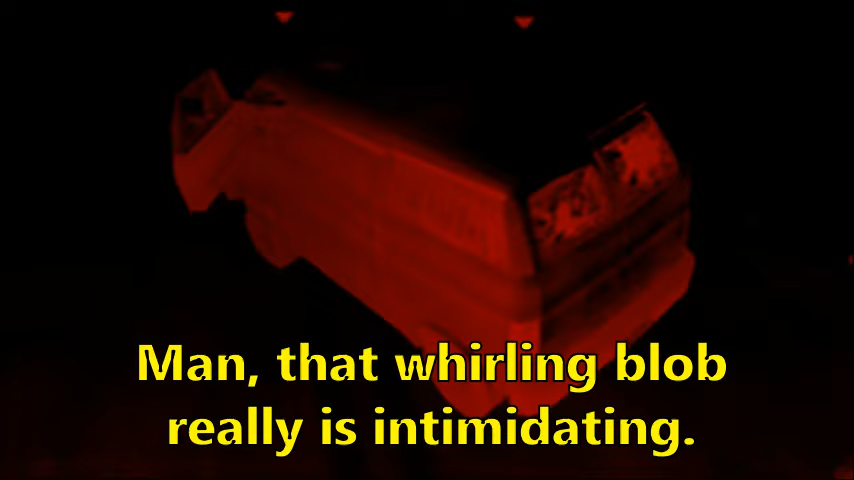 Man, that whirling blob
really is intimidating.